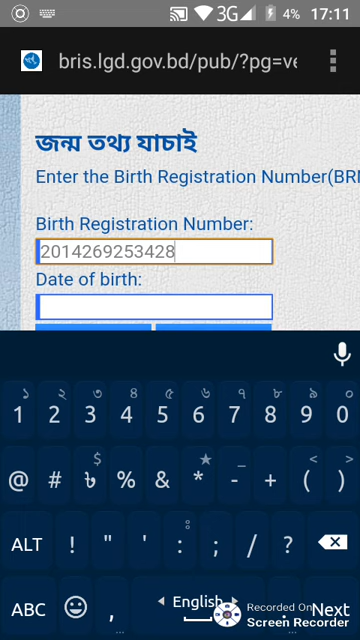 3G 4% 17:11
bris.lgd.gov.bd/pub/?pg=ve
জন্ম তথ্য যাচাই
Enter the Birth Registration Number(BRN
Birth Registration Number:
2014269253428
Date of birth:
১ ২ ৩ ৪ ৫ ৬ ৭ ৮ ৯ ০
1 2 3 4 5 6 7 8 9 0
$ ★ _ < >
@ # ৳ % & * - + ( )
ALT ! " ' : ; / ?
ABC , English . Next
Recorded On
Screen Recorder